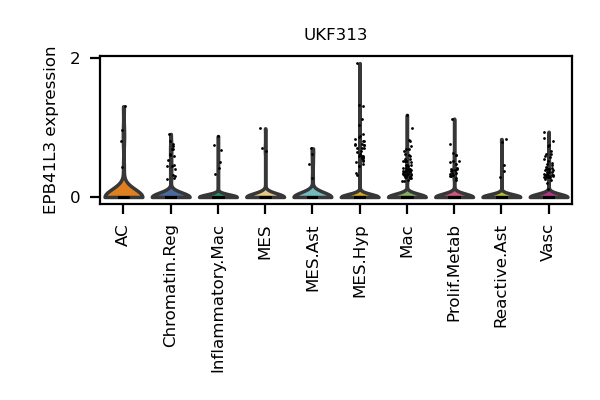 UKF313
EPB41L3 expression
2
0
AC
Chromatin.Reg
Inflammatory.Mac
MES
MES.Ast
MES.Hyp
Mac
Prolif.Metab
Reactive.Ast
Vasc